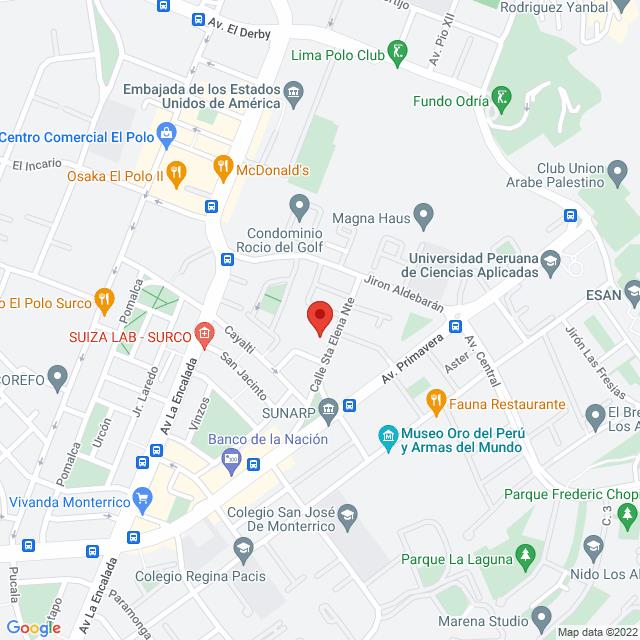 Rodriguez Yanbal
Av. El Derby
Av. Pío XII
Lima Polo Club
Embajada de los Estados
Unidos de América
Fundo Odría
Centro Comercial El Polo
El Incario
Osaka El Polo II
McDonald's
Club Union
Arabe Palestino
Magna Haus
Condominio
Rocio del Golf
Universidad Peruana
de Ciencias Aplicadas
Jiron Aldebarán
ESAN
Pomalca
o El Polo Surco
SUIZA LAB - SURCO
Cayalti
Calle Sta Elena Nte
Av. Primavera
Av. Central
Aster
Jirón Las Fresias
COREFO
Jr. Laredo
Av La Encalada
San Jacinto
Vinzos
Urcón
SUNARP
Fauna Restaurante
El Bre
Los A
Banco de la Nación
Museo Oro del Perú
y Armas del Mundo
Pomalca
Vivanda Monterrico
Colegio San José
De Monterrico
Parque Frederic Chopi
C. 3
Parque La Laguna
Colegio Regina Pacis
Nido Los Al
Pucala
Av La Encalada
Paramonga
Marena Studio
Google
Map data ©2022